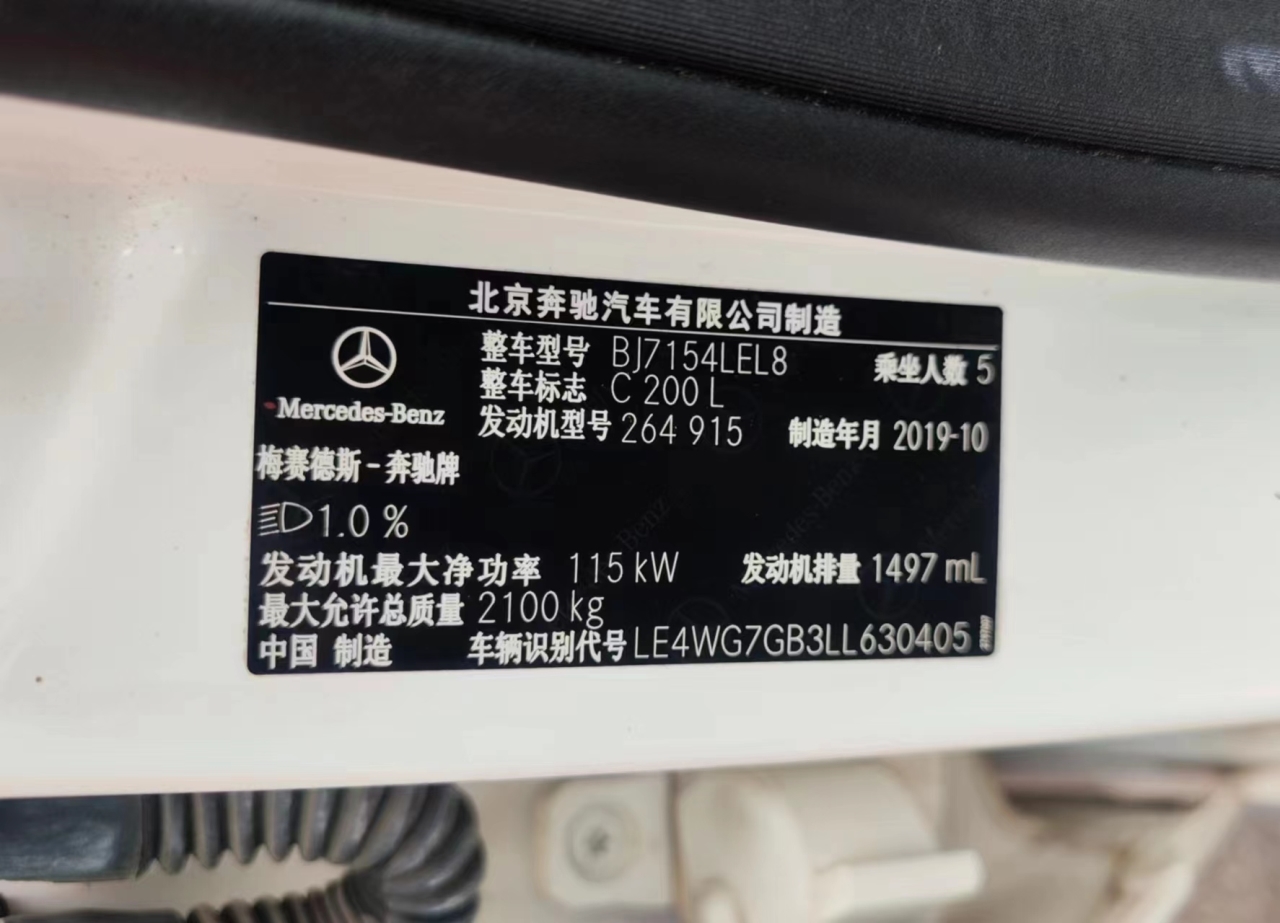 北京奔驰汽车有限公司制造
整车型号 BJ7154LEL8 乘坐人数 5
整车标志 C 200 L
Mercedes-Benz
发动机型号 264 915 制造年月 2019-10
梅赛德斯-奔驰牌
1.0 %
发动机最大净功率 115 kW 发动机排量 1497 mL
最大允许总质量 2100 kg
中国 制造 车辆识别代号 LE4WG7GB3LL630405